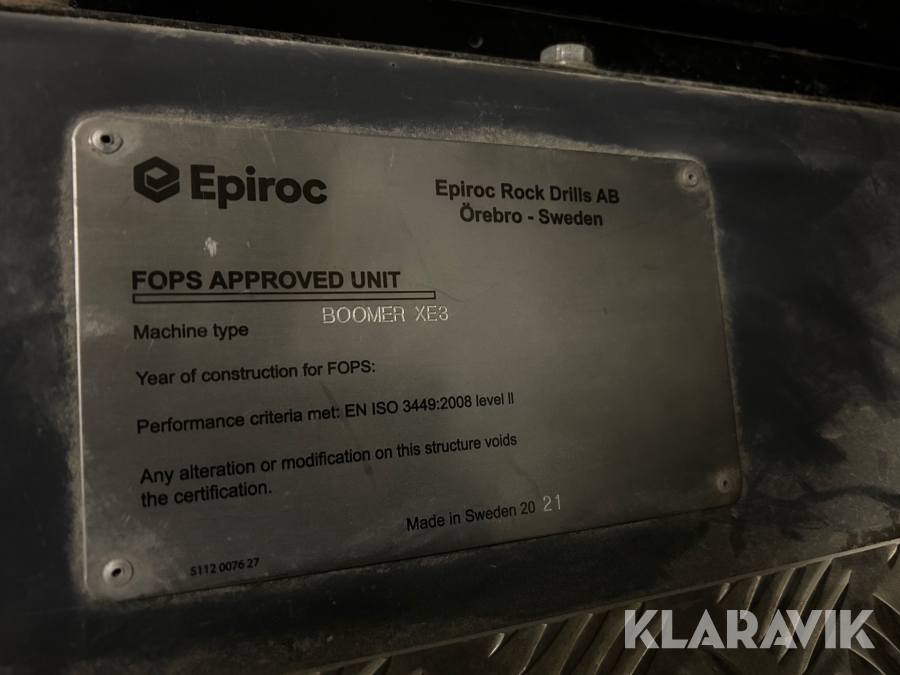 Epiroc
Epiroc Rock Drills AB
Örebro - Sweden
FOPS APPROVED UNIT
Machine type BOOMER XE3
Year of construction for FOPS:
Performance criteria met: EN ISO 3449:2008 level II
Any alteration or modification on this structure voids
the certification.
Made in Sweden 20 21
5112 0076 27
KLARAVIK